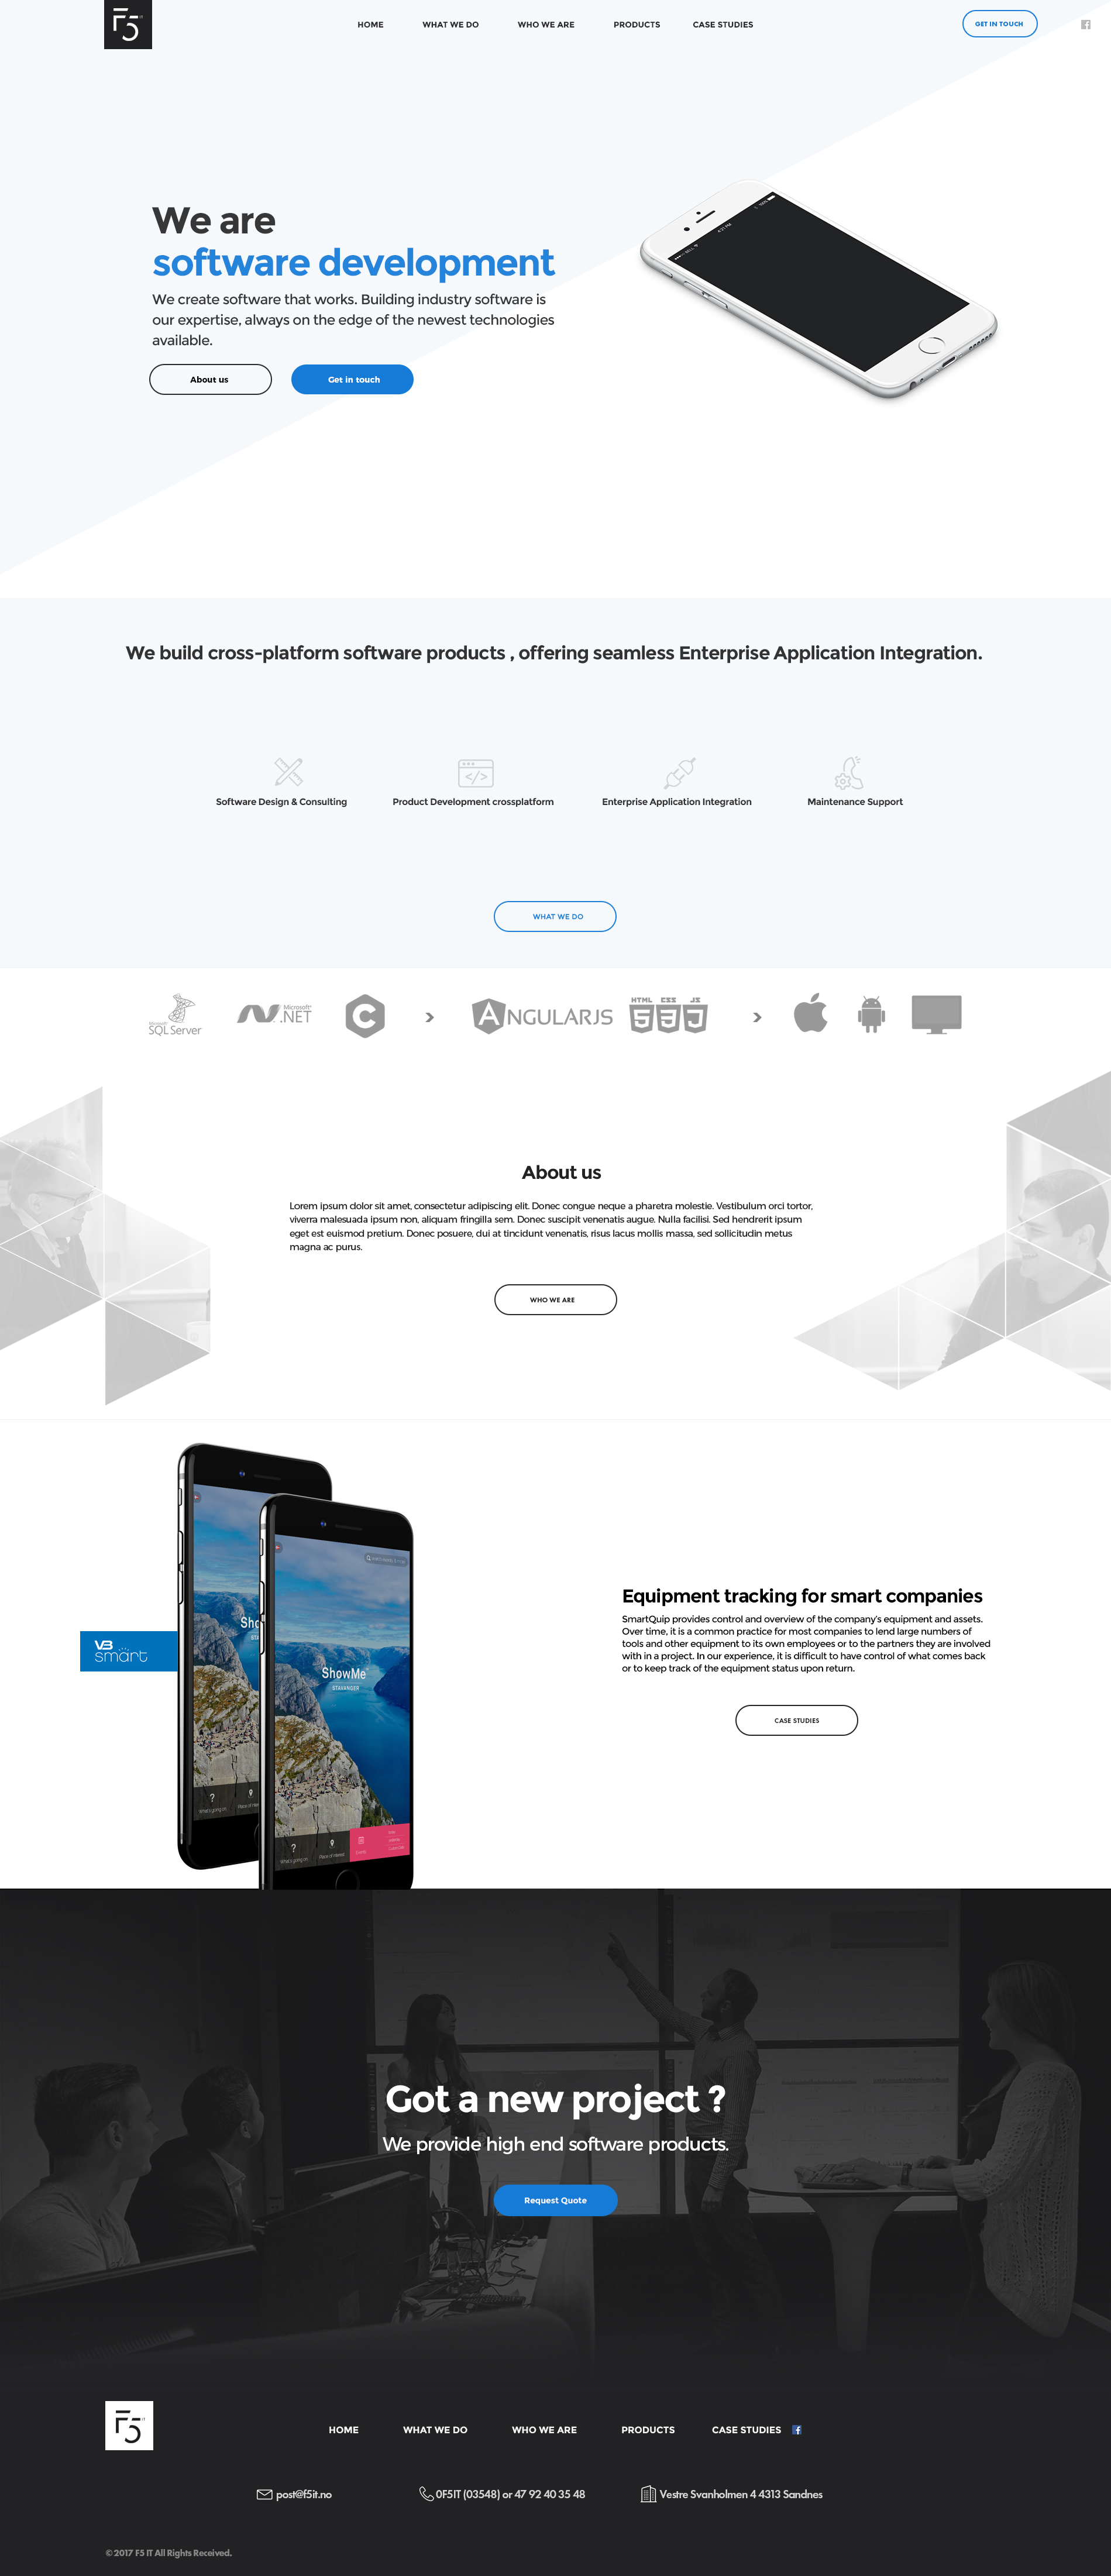 F5 IT
HOME WHAT WE DO WHO WE ARE PRODUCTS CASE STUDIES
GET IN TOUCH
We are
software development
We create software that works. Building industry software is
our expertise, always on the edge of the newest technologies
available.
About us Get in touch
We build cross-platform software products , offering seamless Enterprise Application Integration.
Software Design & Consulting Product Development crossplatform Enterprise Application Integration Maintenance Support
WHAT WE DO
Microsoft
SQL Server
Microsoft
.NET
C
ANGULARJS
HTML CSS JS
5 3 J
About us
Lorem ipsum dolor sit amet, consectetur adipiscing elit. Donec congue neque a pharetra molestie. Vestibulum orci tortor,
viverra malesuada ipsum non, aliquam fringilla sem. Donec suscipit venenatis augue. Nulla facilisi. Sed hendrerit ipsum
eget est euismod pretium. Donec posuere, dui at tincidunt venenatis, risus lacus mollis massa, sed sollicitudin metus
magna ac purus.
WHO WE ARE
VB
smart
ShowMe
STAVANGER
What's going on Place of interest
Equipment tracking for smart companies
SmartQuip provides control and overview of the company's equipment and assets.
Over time, it is a common practice for most companies to lend large numbers of
tools and other equipment to its own employees or to the partners they are involved
with in a project. In our experience, it is difficult to have control of what comes back
or to keep track of the equipment status upon return.
CASE STUDIES
Got a new project ?
We provide high end software products.
Request Quote
F5 IT
HOME WHAT WE DO WHO WE ARE PRODUCTS CASE STUDIES
post@f5it.no 0F5IT (03548) or 47 92 40 35 48 Vestre Svanholmen 4 4313 Sandnes
© 2017 F5 IT All Rights Received.